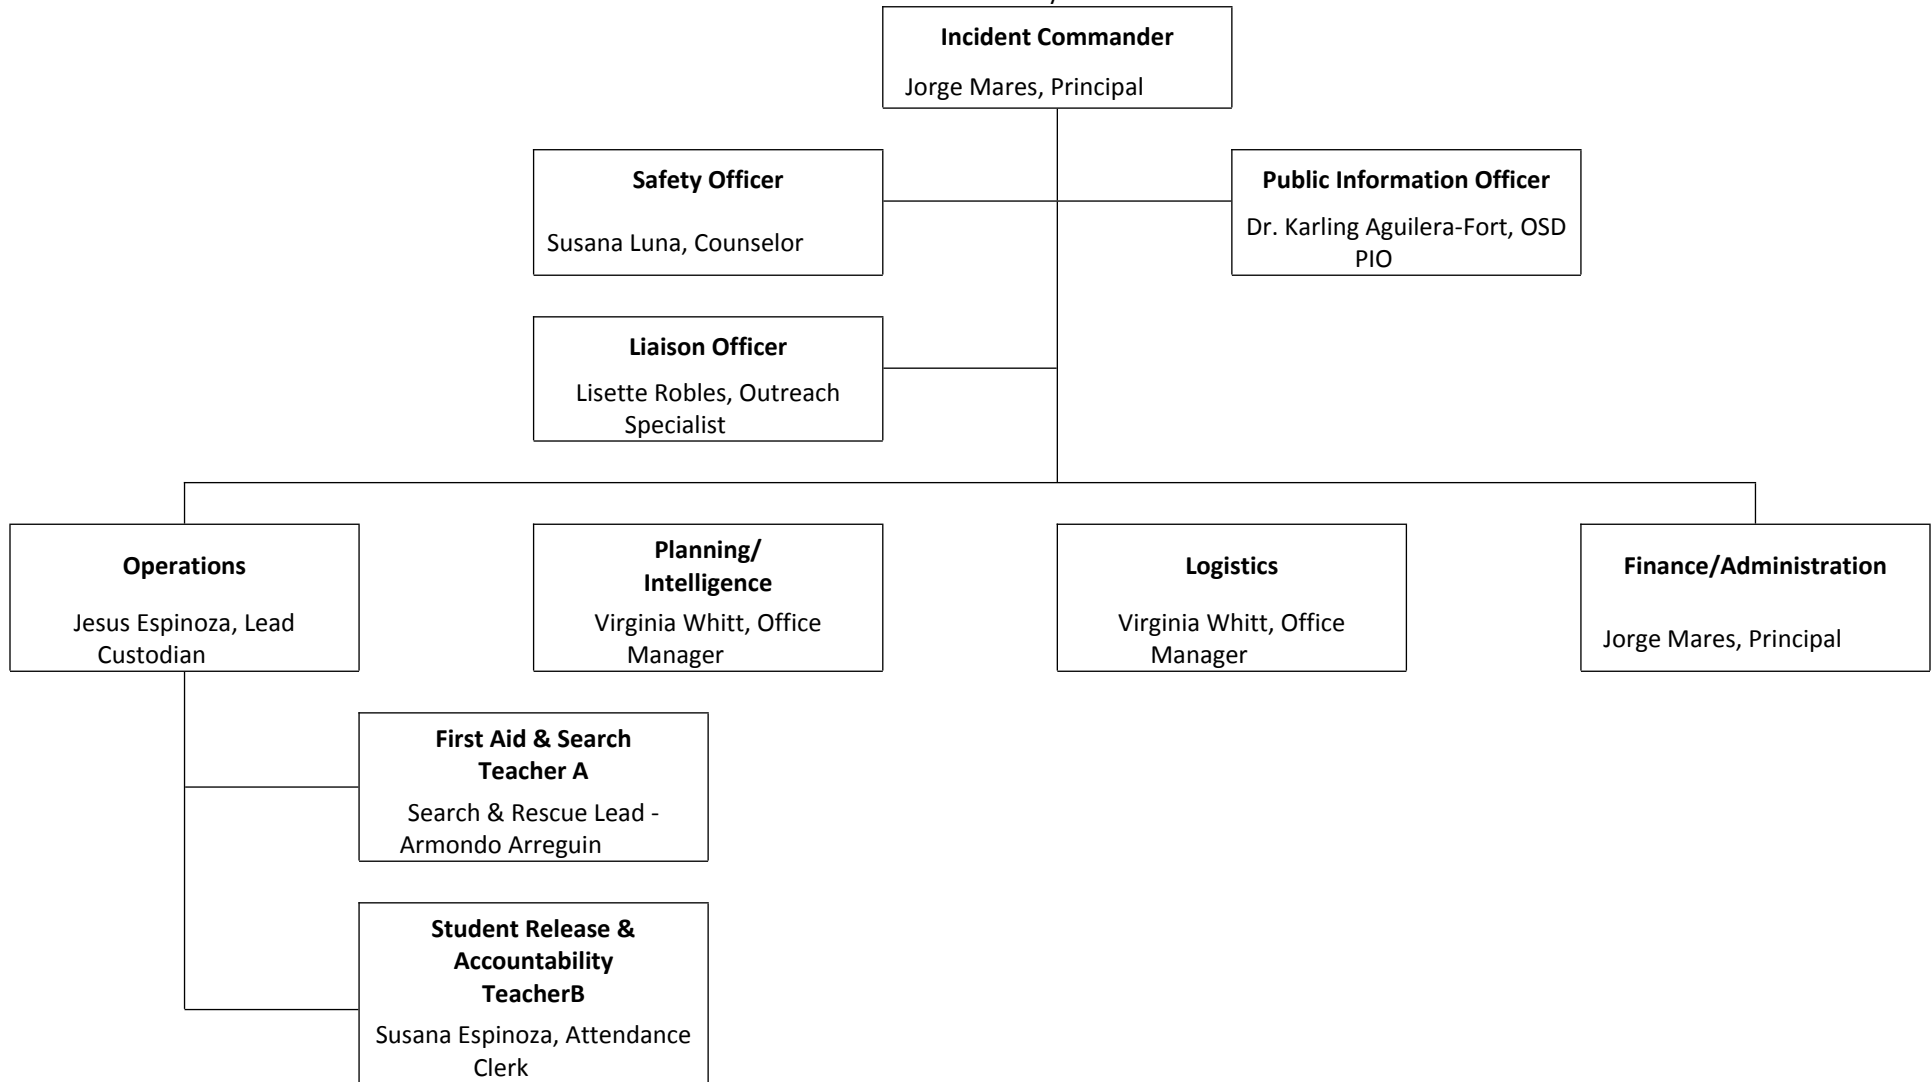 Incident Commander
Jorge Mares, Principal
Safety Officer
Susana Luna, Counselor
Public Information Officer
Dr. Karling Aguilera-Fort, OSD
PIO
Liaison Officer
Lisette Robles, Outreach
Specialist
Operations
Jesus Espinoza, Lead
Custodian
Planning/
Intelligence
Virginia Whitt, Office
Manager
Logistics
Virginia Whitt, Office
Manager
Finance/Administration
Jorge Mares, Principal
First Aid & Search
Teacher A
Search & Rescue Lead -
Armondo Arreguin
Student Release &
Accountability
TeacherB
Susana Espinoza, Attendance
Clerk